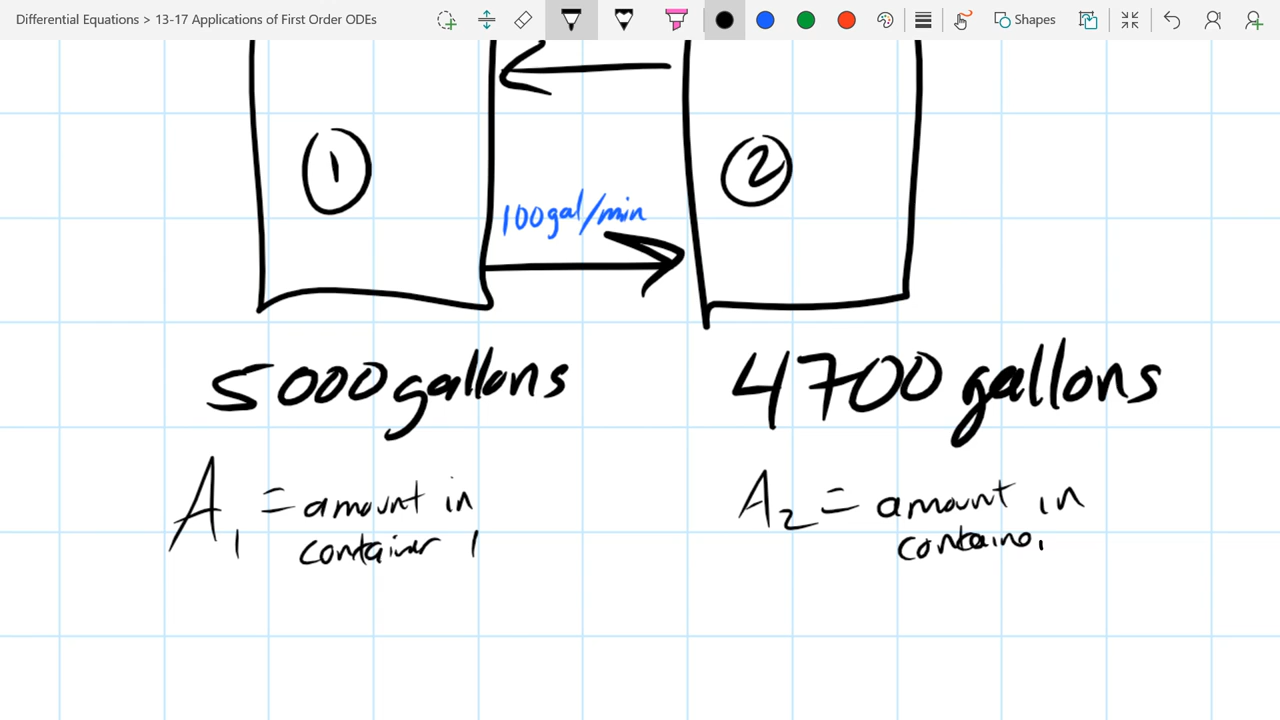 Differential Equations > 13-17 Applications of First Order ODEs
Shapes
1
2
100gal/min
5000 gallons
4700 gallons
A1 = amount in
container 1
A2 = amount in